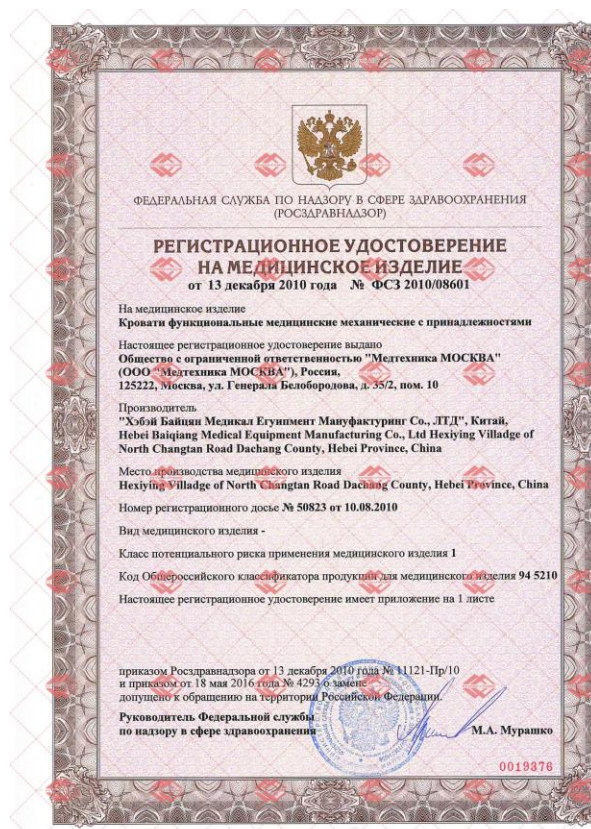 ФЕДЕРАЛЬНАЯ СЛУЖБА ПО НАДЗОРУ В СФЕРЕ ЗДРАВООХРАНЕНИЯ
(РОСЗДРАВНАДЗОР)
РЕГИСТРАЦИОННОЕ УДОСТОВЕРЕНИЕ
НА МЕДИЦИНСКОЕ ИЗДЕЛИЕ
от 13 декабря 2010 года № ФСЗ 2010/08601
На медицинское изделие
Кровати функциональные медицинские механические с принадлежностями
Настоящее регистрационное удостоверение выдано
Общество с ограниченной ответственностью "Медтехника МОСКВА"
(ООО "Медтехника МОСКВА"), Россия,
125222, Москва, ул. Генерала Белобородова, д. 35/2, пом. 10
Производитель
"Хэбэй Байцян Медикал Егуипмент Мануфактуринг Со., ЛТД", Китай,
Hebei Baiqiang Medical Equipment Manufacturing Co., Ltd Hexiying Villadge of
North Changtan Road Dachang County, Hebei Province, China
Место производства медицинского изделия
Hexiying Villadge of North Changtan Road Dachang County, Hebei Province, China
Номер регистрационного досье № 50823 от 10.08.2010
Вид медицинского изделия -
Класс потенциального риска применения медицинского изделия 1
Код Общероссийского классификатора продукции для медицинского изделия 94 5210
Настоящее регистрационное удостоверение имеет приложение на 1 листе
приказом Росздравнадзора от 13 декабря 2010 года № 11121-Пр/10
и приказом от 18 мая 2016 года № 4293 о замене
допущено к обращению на территории Российской Федерации.
Руководитель Федеральной службы
по надзору в сфере здравоохранения
М.А. Мурашко
0019376